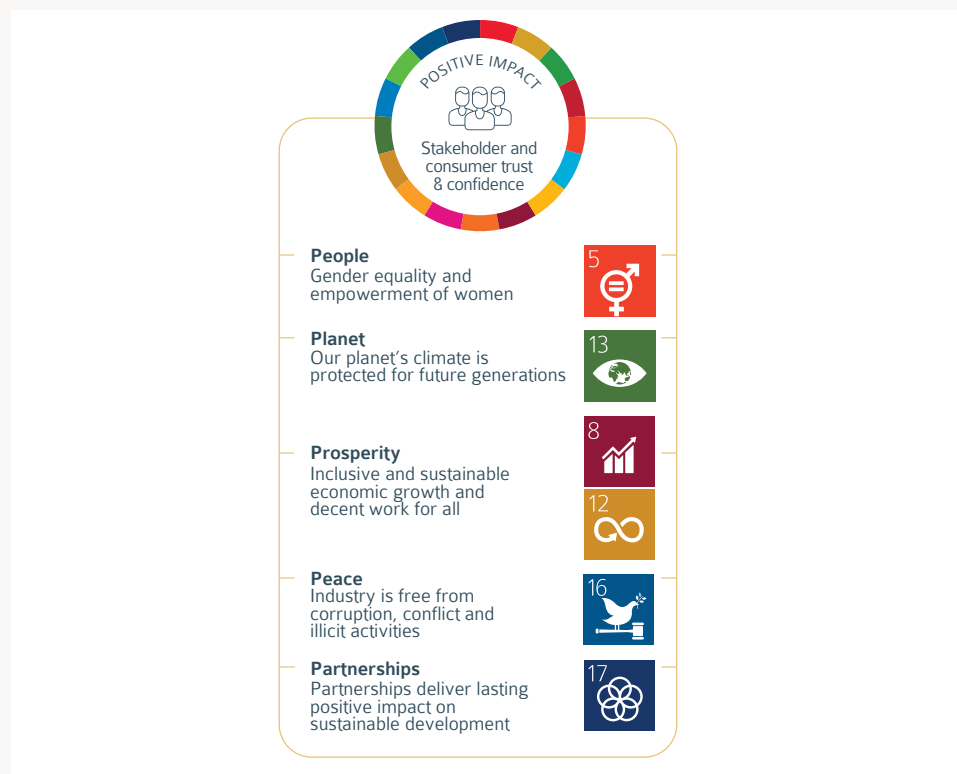 POSITIVE IMPACT
Stakeholder and
consumer trust
& confidence
People
Gender equality and
empowerment of women
5
Planet
Our planet's climate is
protected for future generations
13
Prosperity
Inclusive and sustainable
economic growth and
decent work for all
8
12
Peace
Industry is free from
corruption, conflict and
illicit activities
16
Partnerships
Partnerships deliver lasting
positive impact on
sustainable development
17